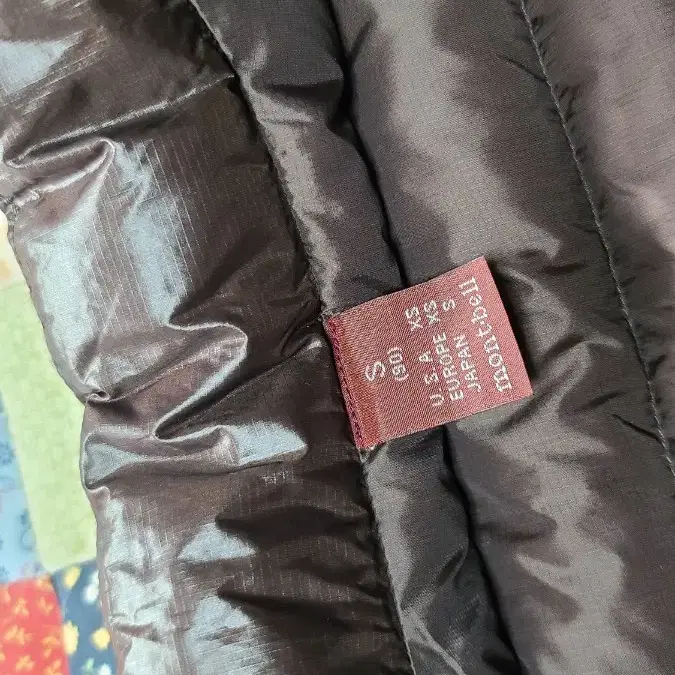 S
(90)
U S A XS
EUROPE XS
JAPAN S
mont-bell